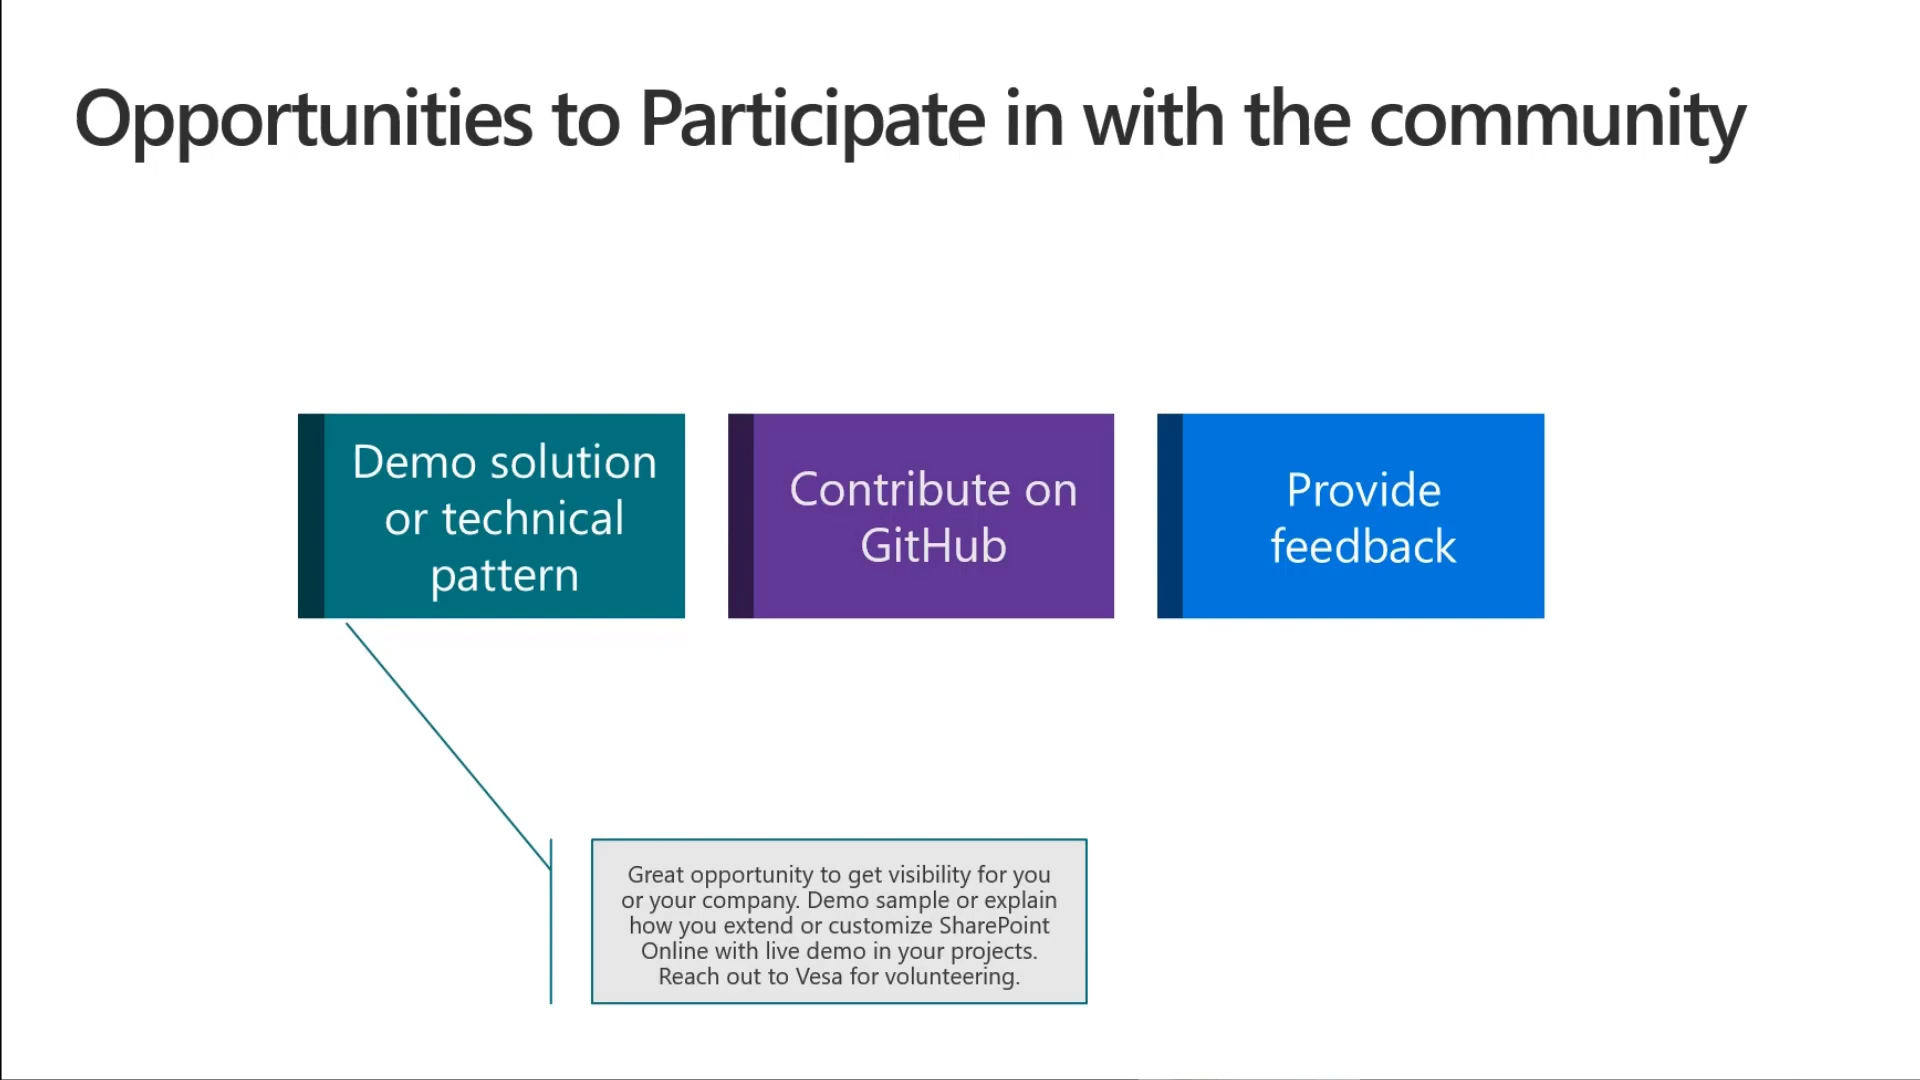 Opportunities to Participate in with the community
Demo solution
or technical
pattern
Contribute on
GitHub
Provide
feedback
Great opportunity to get visibility for you
or your company. Demo sample or explain
how you extend or customize SharePoint
Online with live demo in your projects.
Reach out to Vesa for volunteering.